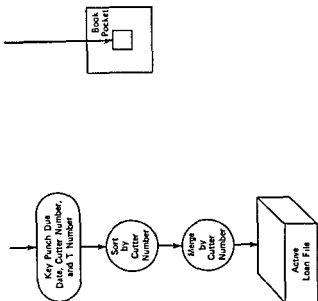 Book
Pocket
Key Punch Due
Date, Cutter Number,
and T Number
Sort
by
Cutter
Number
Merge
by
Cutter
Number
Active
Loan File